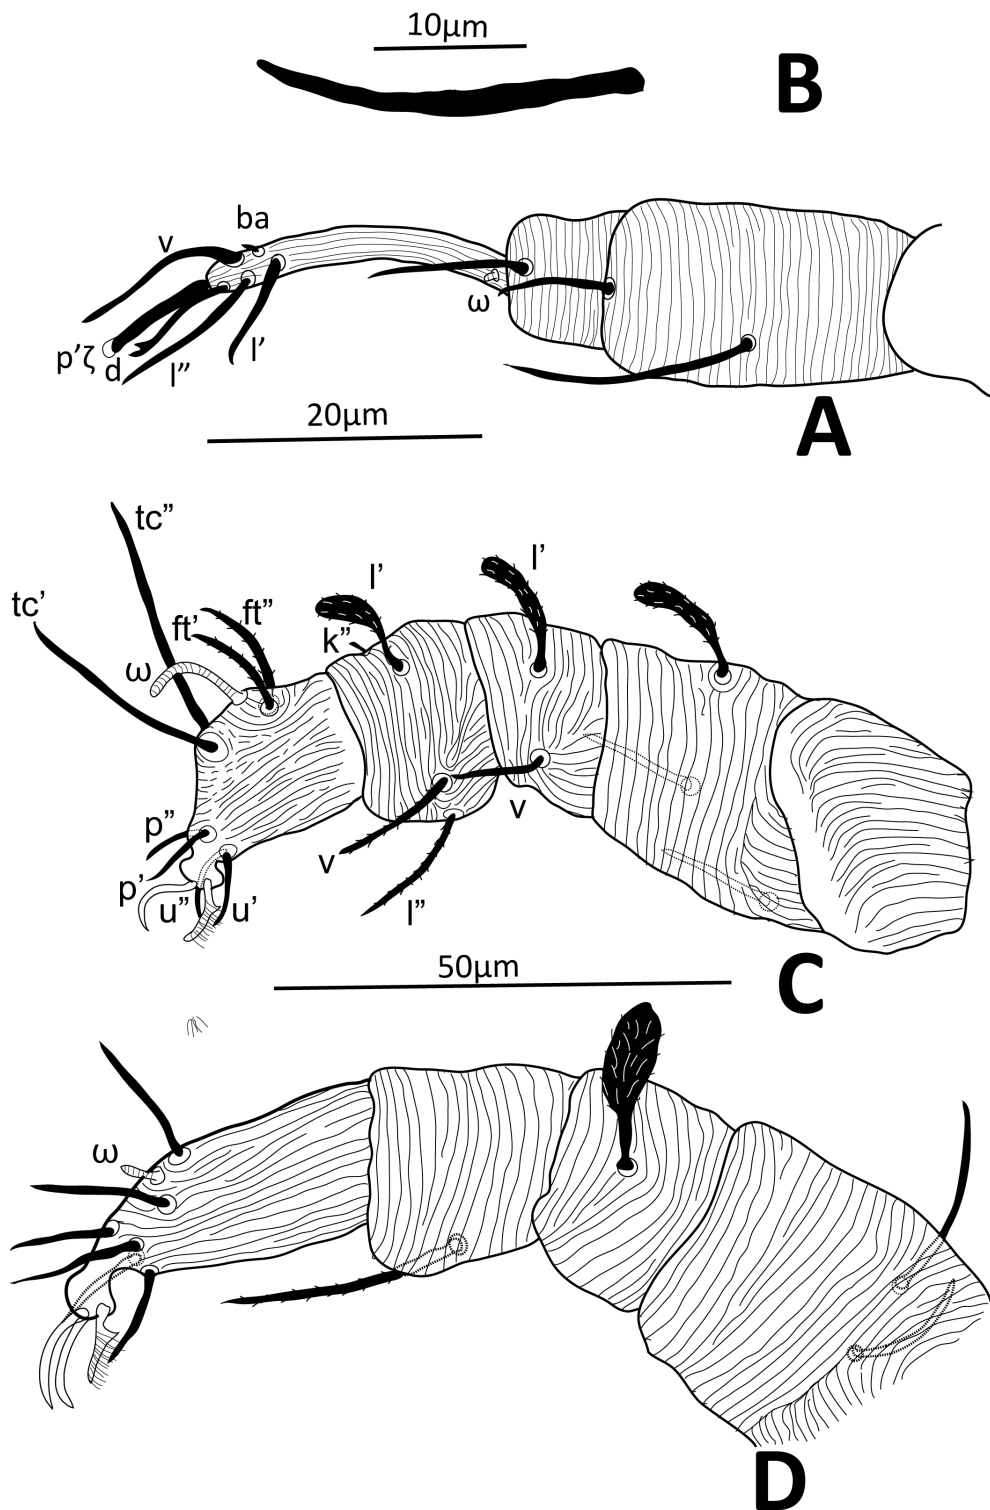 10μm
B
ba
v
ω
p’ζ d l” l’
A
20μm
tc”
l’
l’
tc’
ft’ ft”
k”
ω
p”
v
v
p’
u” u’
l”
50μm
C
ω
D